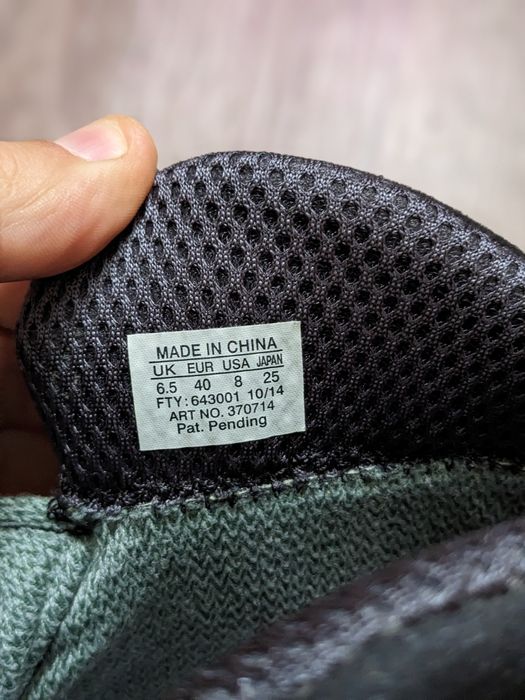 MADE IN CHINA
UK EUR USA JAPAN
6.5 40 8 25
FTY: 643001 10/14
ART NO. 370714
Pat. Pending